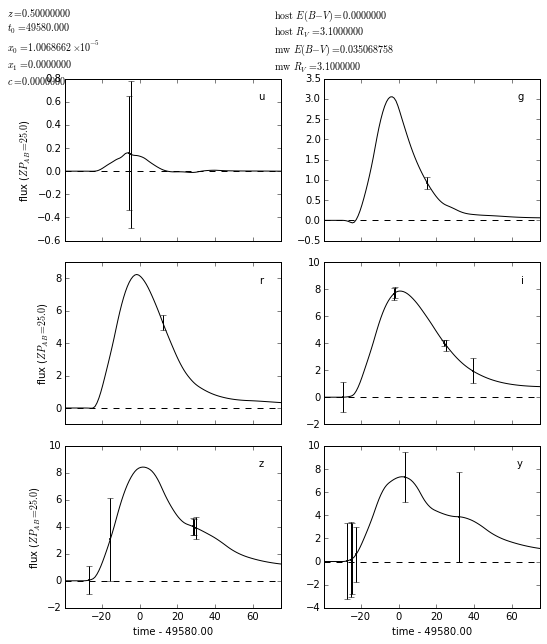 z = 0.50000000
t0 = 49580.000
x0 = 1.0068662 ×10^−5
x1 = 0.0000000
c = 0.0000000
host E(B−V) = 0.0000000
host RV = 3.1000000
mw E(B−V) = 0.035068758
mw RV = 3.1000000
u
0.8
0.6
0.4
0.2
0.0
−0.2
−0.4
−0.6
flux (ZPAB = 25.0)
g
3.5
3.0
2.5
2.0
1.5
1.0
0.5
0.0
−0.5
r
8
6
4
2
0
flux (ZPAB = 25.0)
i
10
8
6
4
2
0
−2
z
10
8
6
4
2
0
−2
flux (ZPAB = 25.0)
−20 0 20 40 60
time - 49580.00
y
10
8
6
4
2
0
−2
−4
−20 0 20 40 60
time - 49580.00